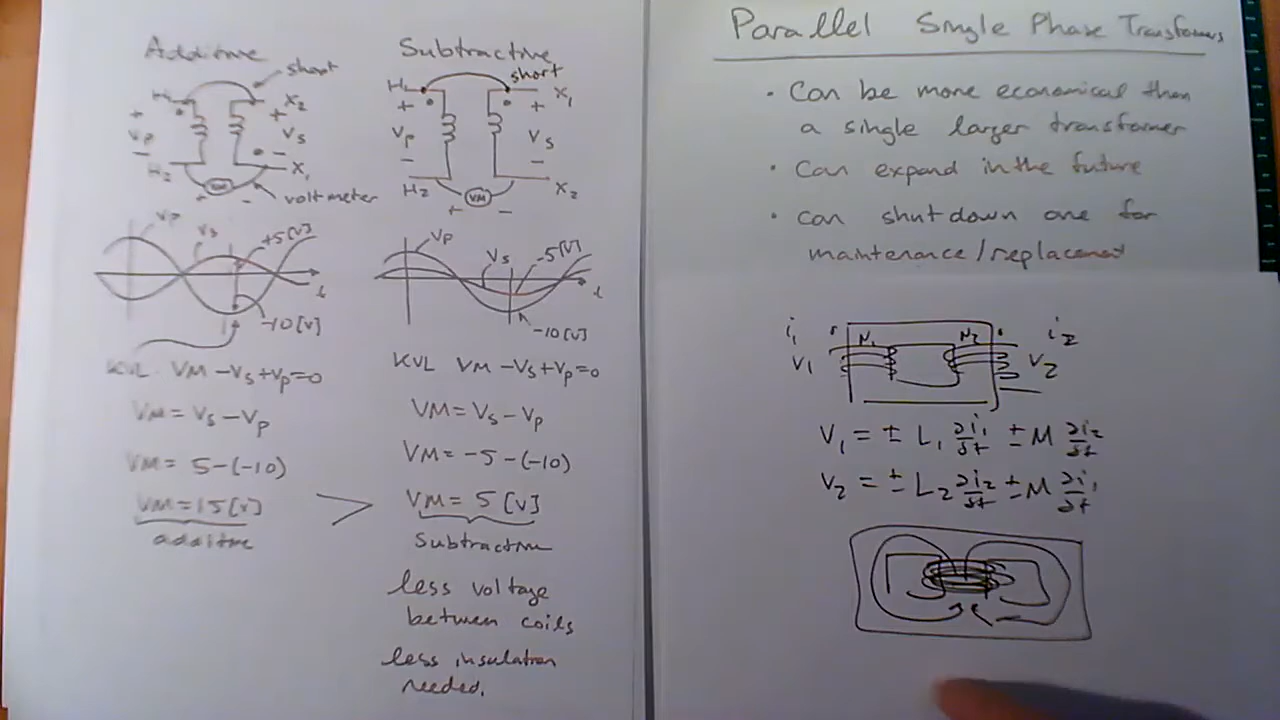 Additive
short
H1
X2
+
+
Vp
Vs
-
-
H2
X1
VM
+ -
voltmeter
Vp
Vs
+5[V]
t
-10[V]
KVL VM -Vs+Vp=0
VM = Vs -Vp
VM = 5-(-10)
VM = 15[V]
additive
>
Subtractive
short
H1
X1
+
+
Vp
Vs
-
-
H2
X2
VM
+ -
Vp
Vs
-5[V]
t
-10[V]
KVL VM -Vs+Vp=0
VM = Vs -Vp
VM = -5-(-10)
VM = 5 [V]
Subtractive
less voltage
between coils
less insulation
needed.
Parallel Single Phase Transformers
• Can be more economical than
a single larger transformer
• Can expand in the future
• Can shut down one for
maintenance/replacement
i1
N1
N2
i2
V1
V2
V1 = ± L1 ∂i1/∂t ± M ∂i2/∂t
V2 = ± L2 ∂i2/∂t ± M ∂i1/∂t